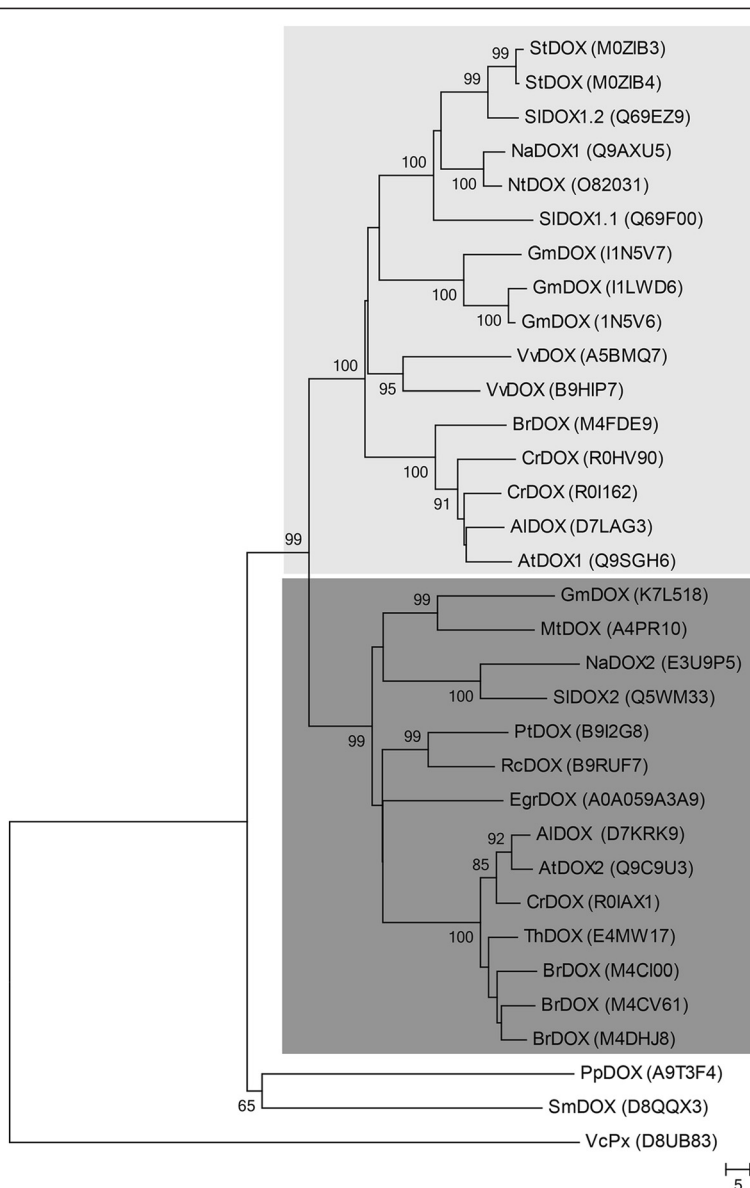 StDOX (M0ZIB3)
99
StDOX (M0ZIB4)
99
SlDOX1.2 (Q69EZ9)
NaDOX1 (Q9AXU5)
100
NtDOX (O82031)
100
SlDOX1.1 (Q69F00)
GmDOX (I1N5V7)
GmDOX (I1LWD6)
100
GmDOX (1N5V6)
100
VvDOX (A5BMQ7)
100
VvDOX (B9HIP7)
95
BrDOX (M4FDE9)
CrDOX (R0HV90)
100
CrDOX (R0I162)
91
AlDOX (D7LAG3)
99
AtDOX1 (Q9SGH6)
GmDOX (K7L518)
99
MtDOX (A4PR10)
NaDOX2 (E3U9P5)
SlDOX2 (Q5WM33)
100
PtDOX (B9I2G8)
99
99
RcDOX (B9RUF7)
EgrDOX (A0A059A3A9)
AlDOX (D7KRK9)
92
AtDOX2 (Q9C9U3)
85
CrDOX (R0IAX1)
ThDOX (E4MW17)
100
BrDOX (M4CI00)
BrDOX (M4CV61)
BrDOX (M4DHJ8)
PpDOX (A9T3F4)
SmDOX (D8QQX3)
65
VcPx (D8UB83)
5